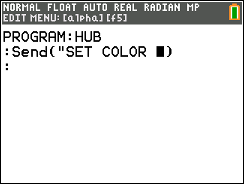 NORMAL FLOAT AUTO REAL RADIAN MP
EDIT MENU:[alpha][f5]
PROGRAM:HUB
:Send("SET COLOR █)
: